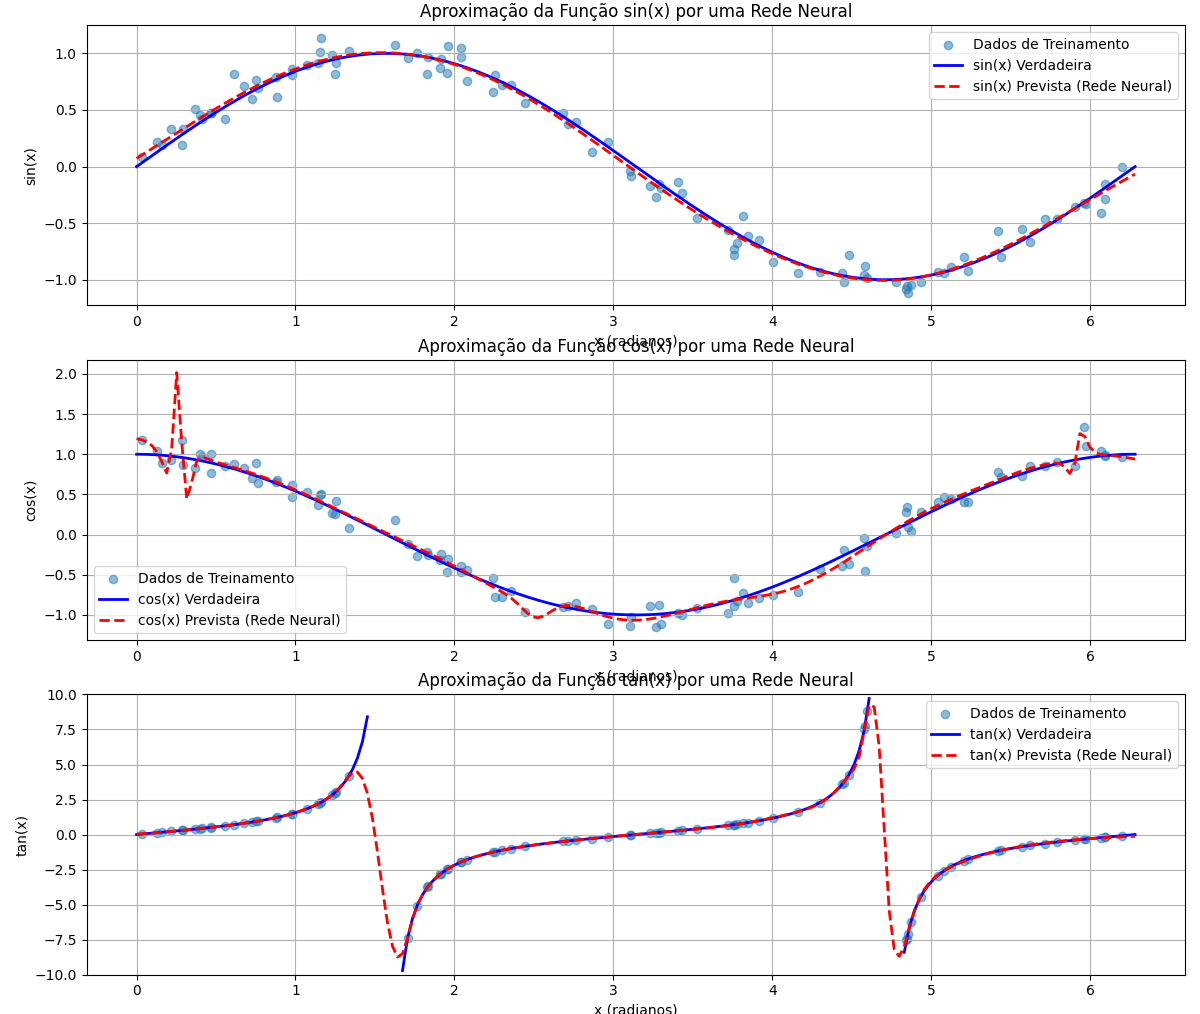 Aproximação da Função sin(x) por uma Rede Neural
1.0
0.5
0.0
−0.5
−1.0
sin(x)
Dados de Treinamento
sin(x) Verdadeira
sin(x) Prevista (Rede Neural)
0 1 2 3 4 5 6
x (radianos)
Aproximação da Função cos(x) por uma Rede Neural
2.0
1.5
1.0
0.5
0.0
−0.5
−1.0
cos(x)
Dados de Treinamento
cos(x) Verdadeira
cos(x) Prevista (Rede Neural)
0 1 2 3 4 5 6
x (radianos)
Aproximação da Função tan(x) por uma Rede Neural
10.0
7.5
5.0
2.5
0.0
−2.5
−5.0
−7.5
−10.0
tan(x)
Dados de Treinamento
tan(x) Verdadeira
tan(x) Prevista (Rede Neural)
0 1 2 3 4 5 6
x (radianos)